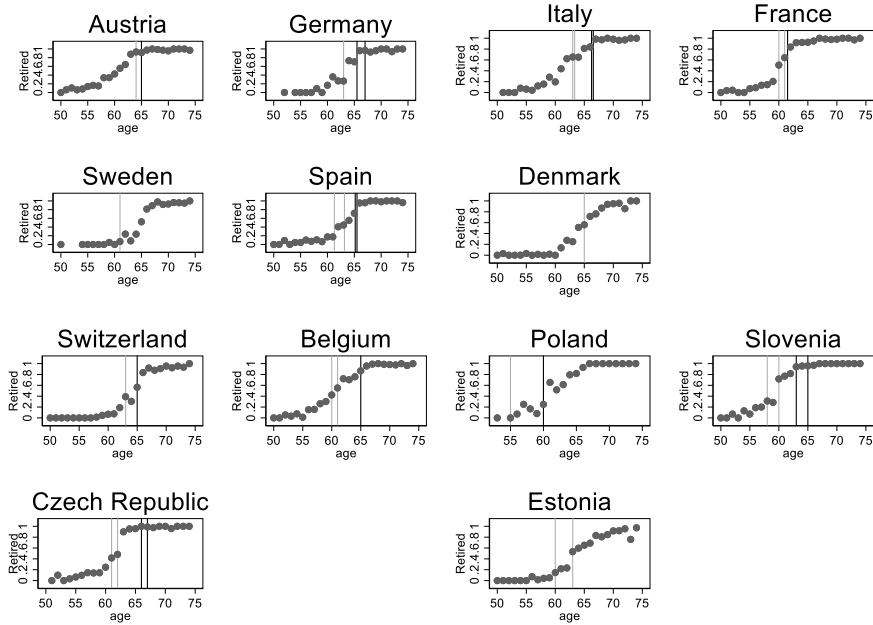 Austria
Retired
0 .2 .4 .6 .8 1
50 55 60 65 70 75
age
Germany
Retired
0 .2 .4 .6 .8 1
50 55 60 65 70 75
age
Italy
Retired
0 .2 .4 .6 .8 1
50 55 60 65 70 75
age
France
Retired
0 .2 .4 .6 .8 1
50 55 60 65 70 75
age
Sweden
Retired
0 .2 .4 .6 .8 1
50 55 60 65 70 75
age
Spain
Retired
0 .2 .4 .6 .8 1
50 55 60 65 70 75
age
Denmark
Retired
0 .2 .4 .6 .8 1
50 55 60 65 70 75
age
Switzerland
Retired
0 .2 .4 .6 .8 1
50 55 60 65 70 75
age
Belgium
Retired
0 .2 .4 .6 .8 1
50 55 60 65 70 75
age
Poland
Retired
0 .2 .4 .6 .8 1
55 60 65 70 75
age
Slovenia
Retired
0 .2 .4 .6 .8 1
50 55 60 65 70 75
age
Czech Republic
Retired
0 .2 .4 .6 .8 1
50 55 60 65 70 75
age
Estonia
Retired
0 .2 .4 .6 .8 1
50 55 60 65 70 75
age